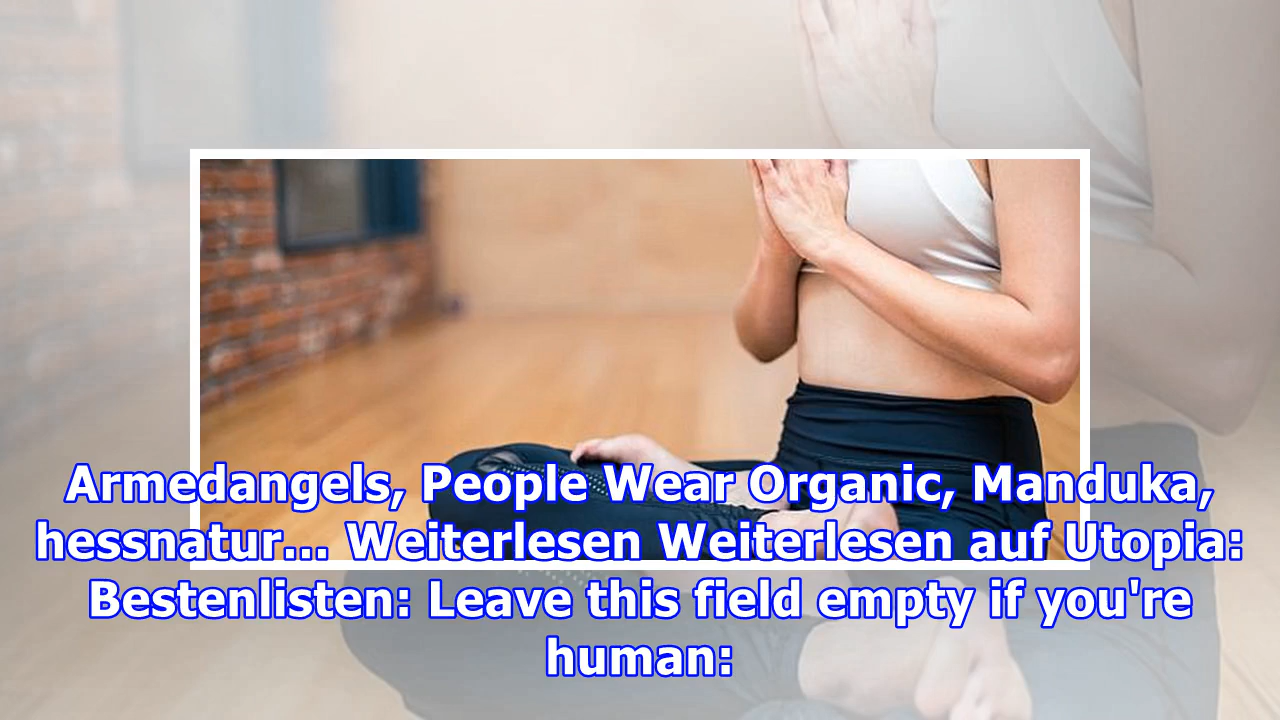 Armedangels, People Wear Organic, Manduka,
hessnatur... Weiterlesen Weiterlesen auf Utopia:
Bestenlisten: Leave this field empty if you're
human: